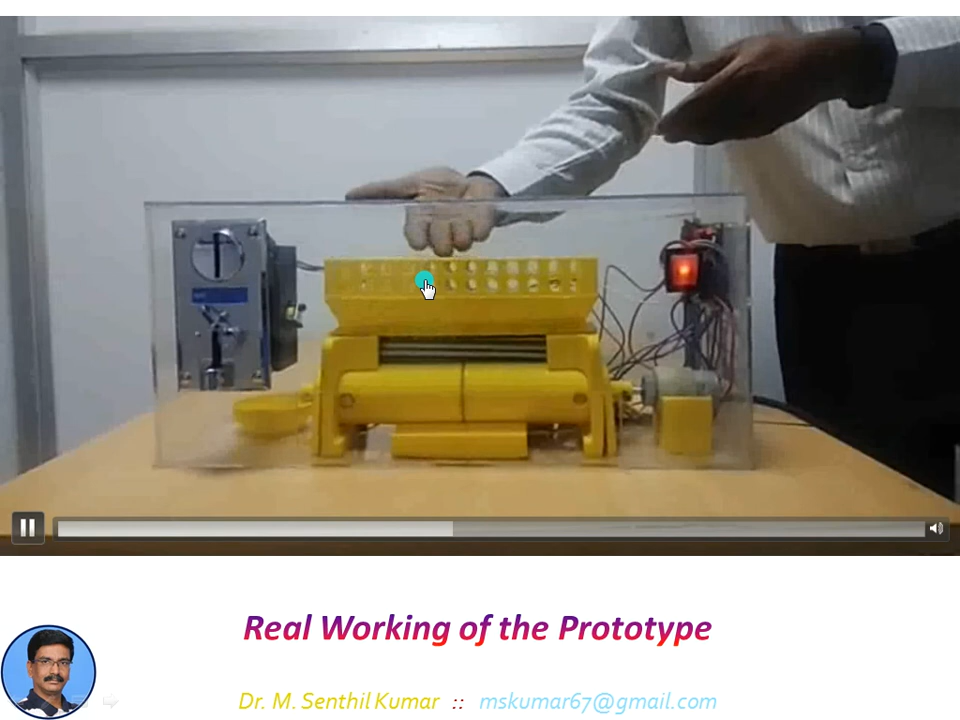 Real Working of the Prototype
Dr. M. Senthil Kumar :: mskumar67@gmail.com